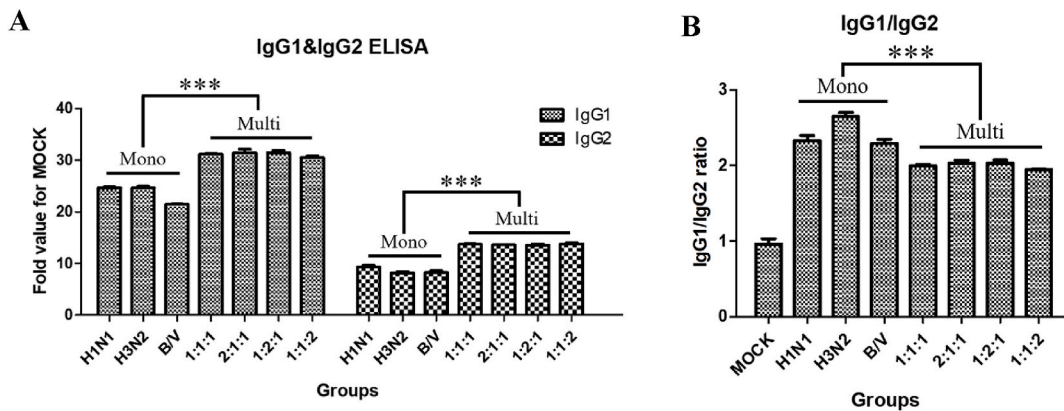 A
IgG1&IgG2 ELISA
Fold value for MOCK
40
30
20
10
0
***
Mono
Multi
***
Mono
Multi
IgG1
IgG2
H1N1
H3N2
B/V
1:1:1
2:1:1
1:2:1
1:1:2
H1N1
H3N2
B/V
1:1:1
2:1:1
1:2:1
1:1:2
Groups
B
IgG1/IgG2
IgG1/IgG2 ratio
3
2
1
0
***
Mono
Multi
MOCK
H1N1
H3N2
B/V
1:1:1
2:1:1
1:2:1
1:1:2
Groups